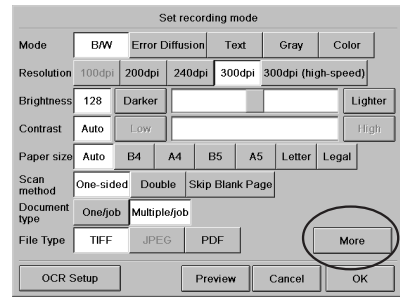 Set recording mode
Mode B/W Error Diffusion Text Gray Color
Resolution 100dpi 200dpi 240dpi 300dpi 300dpi (high-speed)
Brightness 128 Darker Lighter
Contrast Auto Low High
Paper size Auto B4 A4 B5 A5 Letter Legal
Scan
method One-sided Double Skip Blank Page
Document
type One/job Multiple/job
File Type TIFF JPEG PDF More
OCR Setup Preview Cancel OK